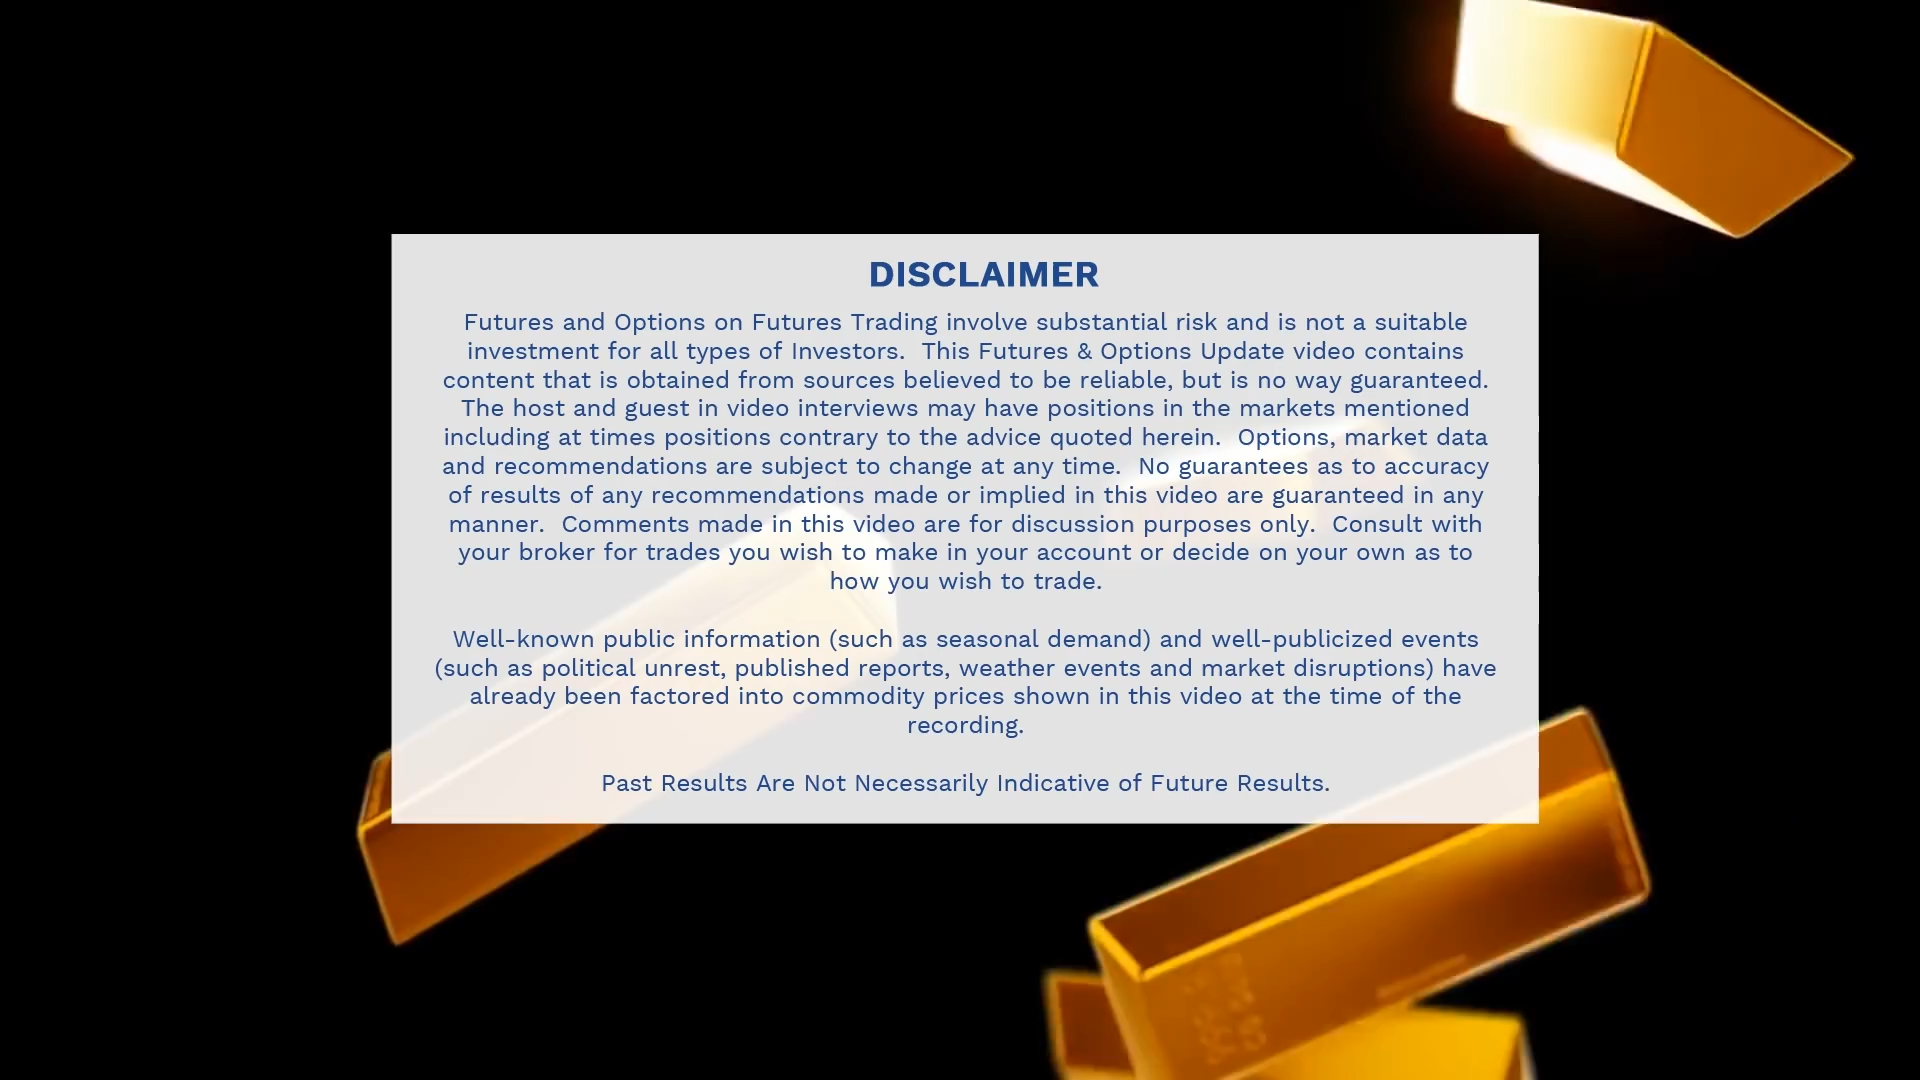 DISCLAIMER
Futures and Options on Futures Trading involve substantial risk and is not a suitable
investment for all types of Investors.  This Futures & Options Update video contains
content that is obtained from sources believed to be reliable, but is no way guaranteed.
The host and guest in video interviews may have positions in the markets mentioned
including at times positions contrary to the advice quoted herein.  Options, market data
and recommendations are subject to change at any time.  No guarantees as to accuracy
of results of any recommendations made or implied in this video are guaranteed in any
manner.  Comments made in this video are for discussion purposes only.  Consult with
your broker for trades you wish to make in your account or decide on your own as to
how you wish to trade.
Well-known public information (such as seasonal demand) and well-publicized events
(such as political unrest, published reports, weather events and market disruptions) have
already been factored into commodity prices shown in this video at the time of the
recording.
Past Results Are Not Necessarily Indicative of Future Results.